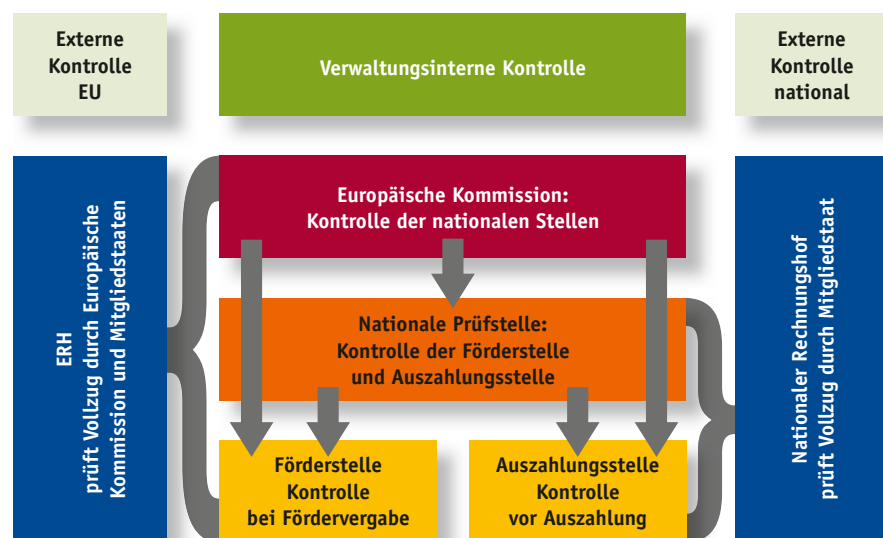 Externe
Kontrolle
EU
Verwaltungsinterne Kontrolle
Externe
Kontrolle
national
ERH
prüft Vollzug durch Europäische
Kommission und Mitgliedstaaten
Europäische Kommission:
Kontrolle der nationalen Stellen
Nationale Prüfstelle:
Kontrolle der Förderstelle
und Auszahlungsstelle
Förderstelle
Kontrolle
bei Fördervergabe
Auszahlungsstelle
Kontrolle
vor Auszahlung
Nationaler Rechnungshof
prüft Vollzug durch Mitgliedstaat